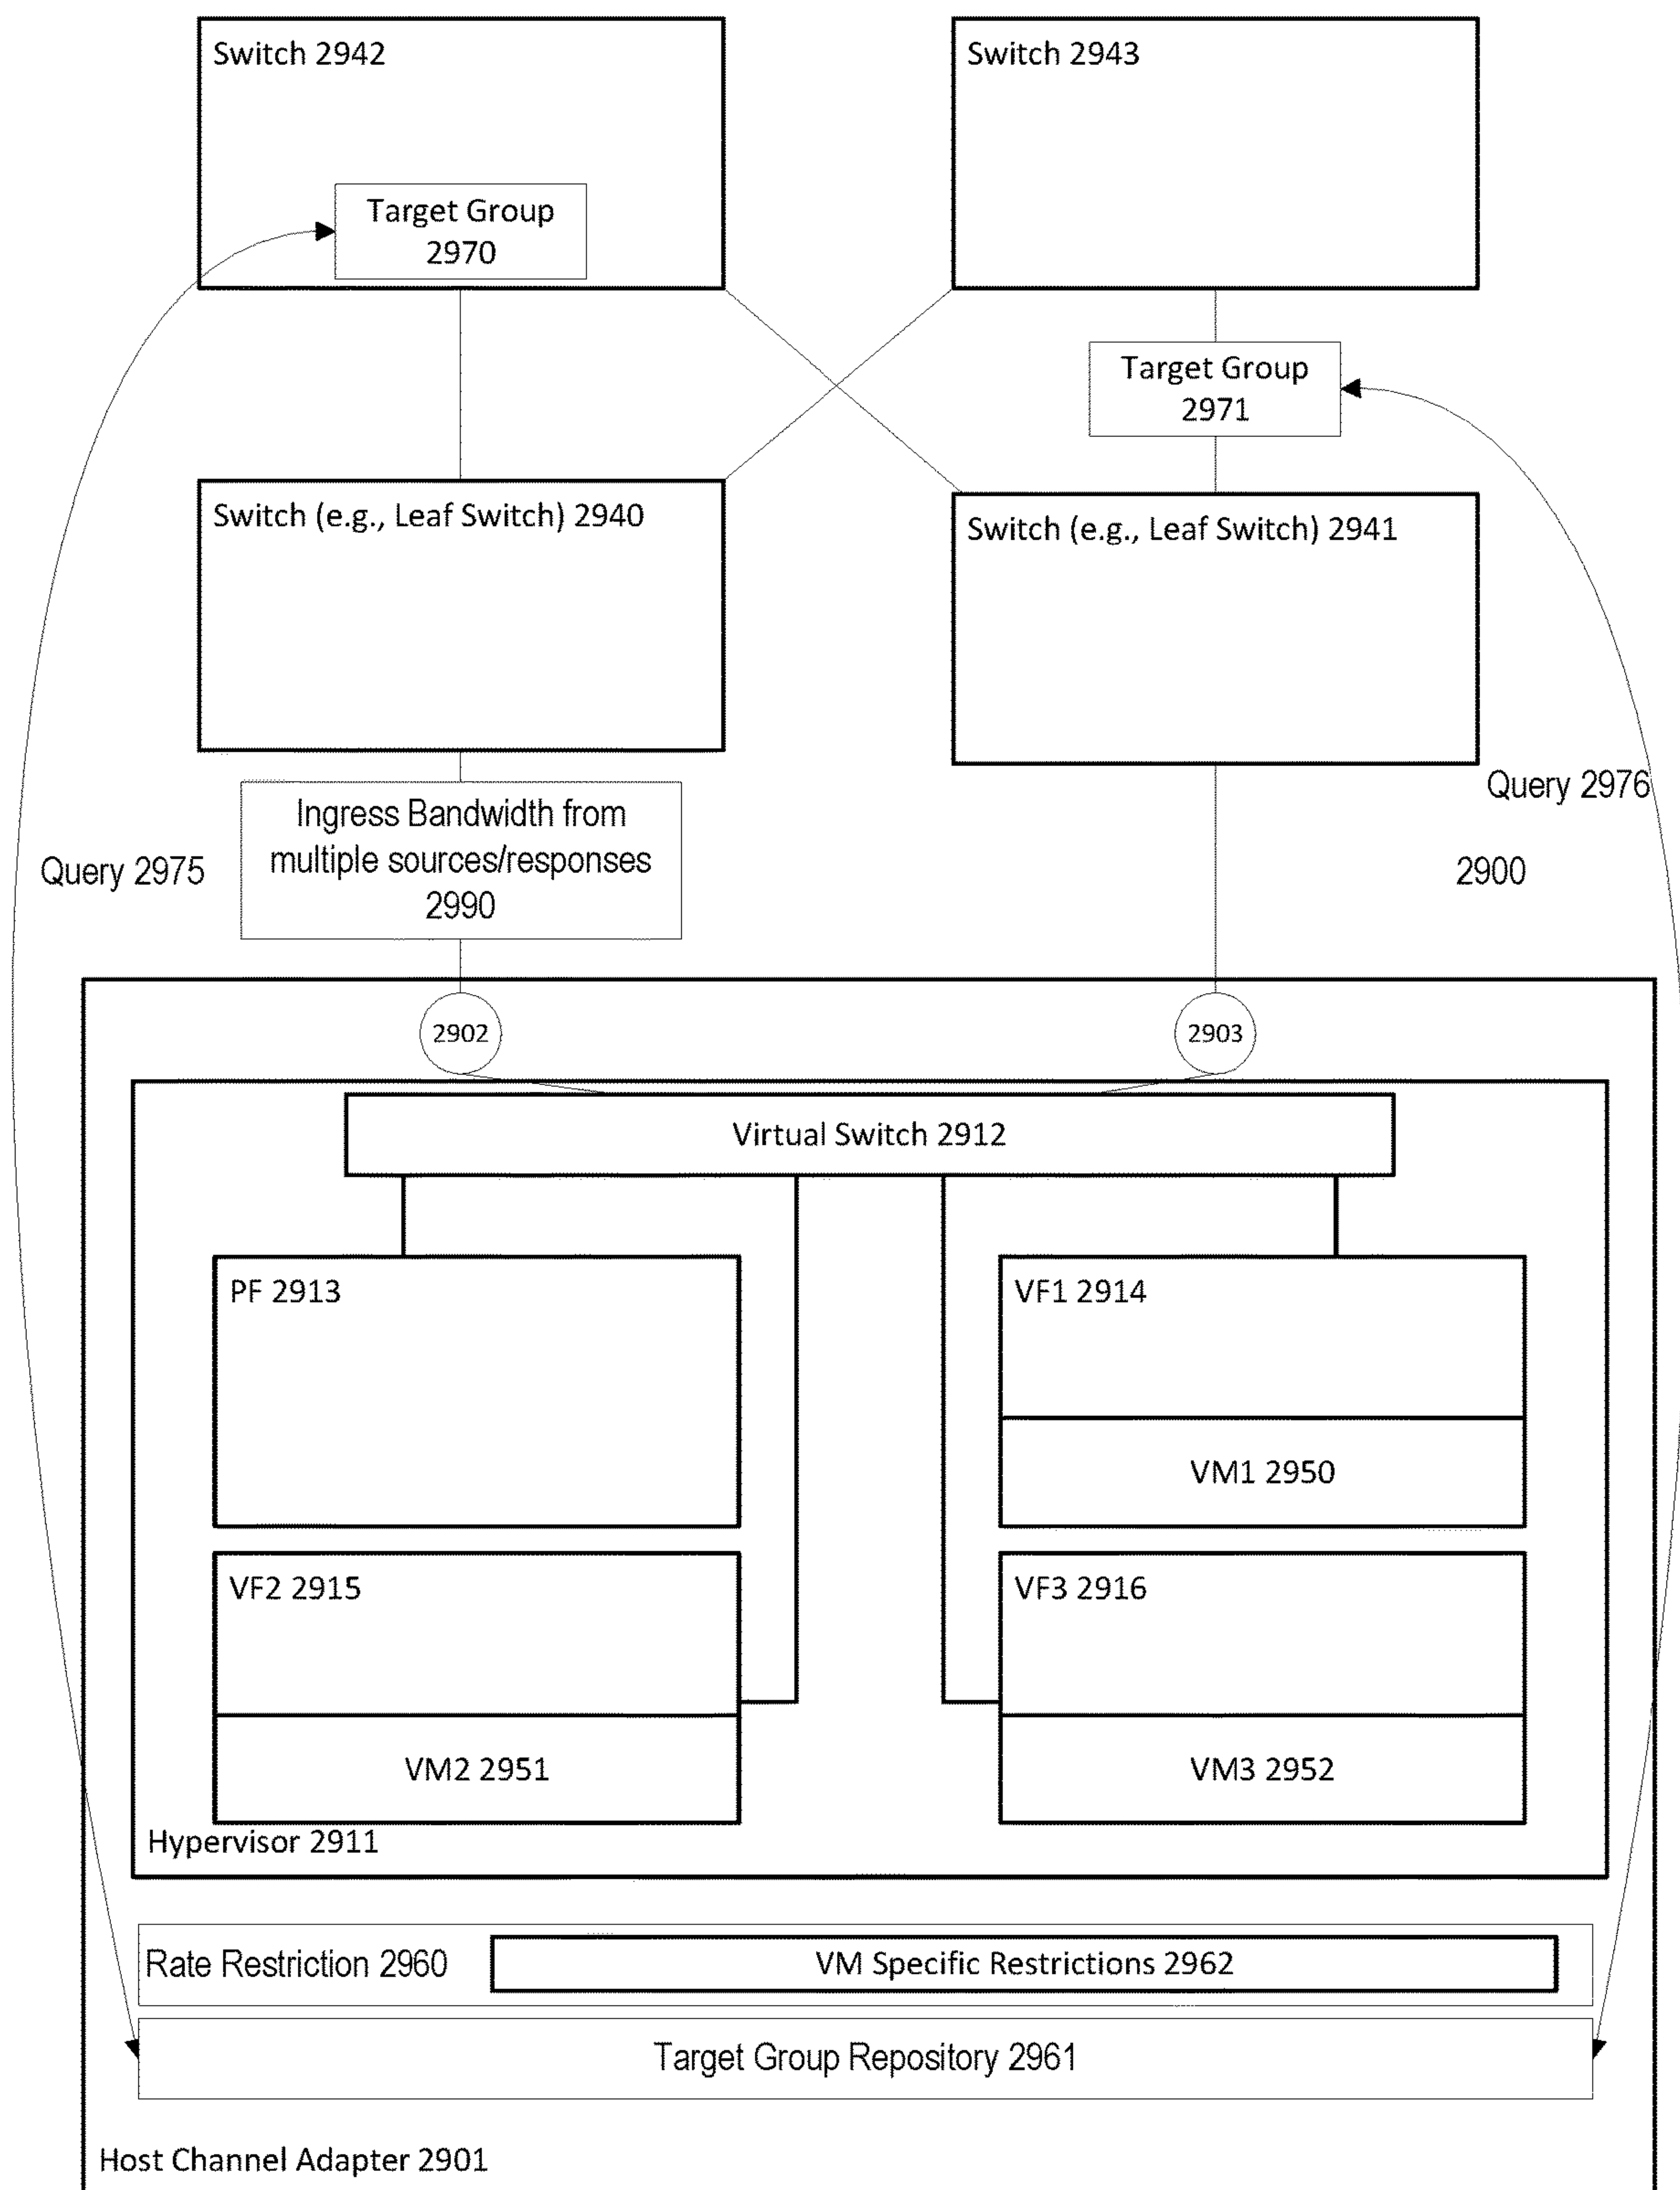 Switch 2942
Switch 2943
Target Group
2970
Target Group
2971
Switch (e.g., Leaf Switch) 2940
Switch (e.g., Leaf Switch) 2941
Query 2976
Ingress Bandwidth from
multiple sources/responses
2990
Query 2975
2900
2902
2903
Virtual Switch 2912
PF 2913
VF1 2914
VM1 2950
VF2 2915
VF3 2916
VM2 2951
VM3 2952
Hypervisor 2911
Rate Restriction 2960
VM Specific Restrictions 2962
Target Group Repository 2961
Host Channel Adapter 2901